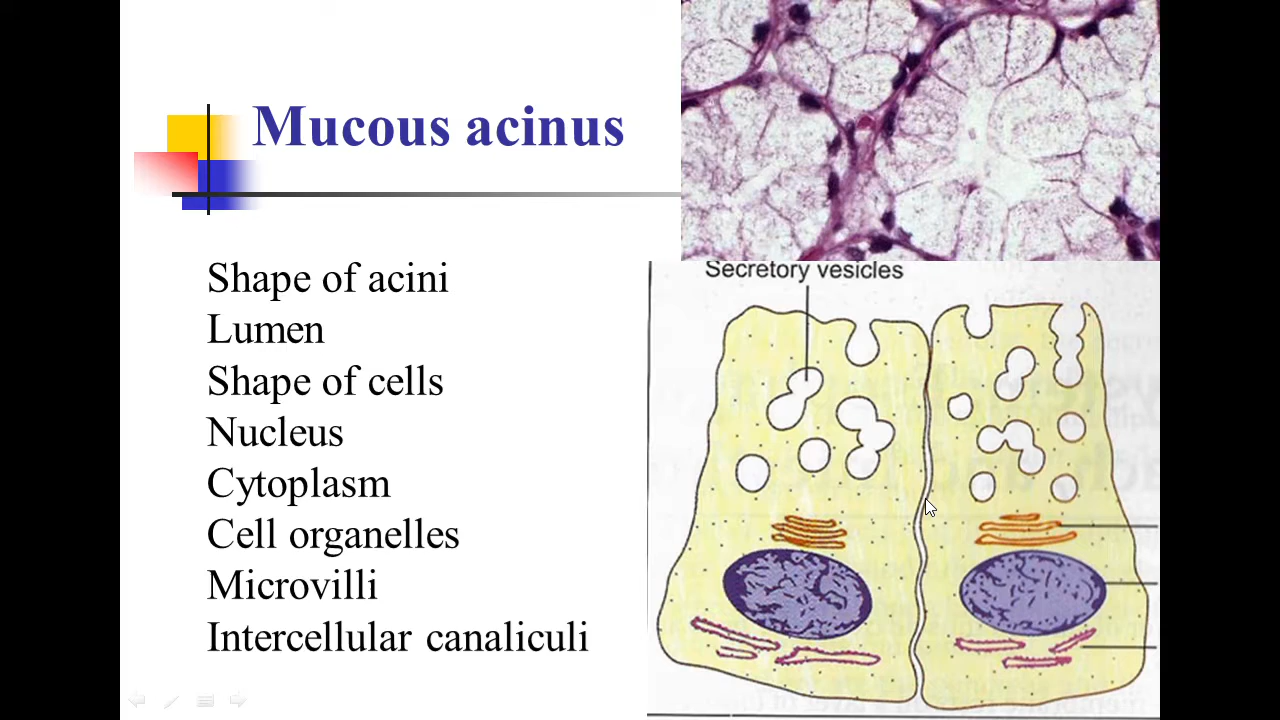 Mucous acinus
Secretory vesicles
Shape of acini
Lumen
Shape of cells
Nucleus
Cytoplasm
Cell organelles
Microvilli
Intercellular canaliculi